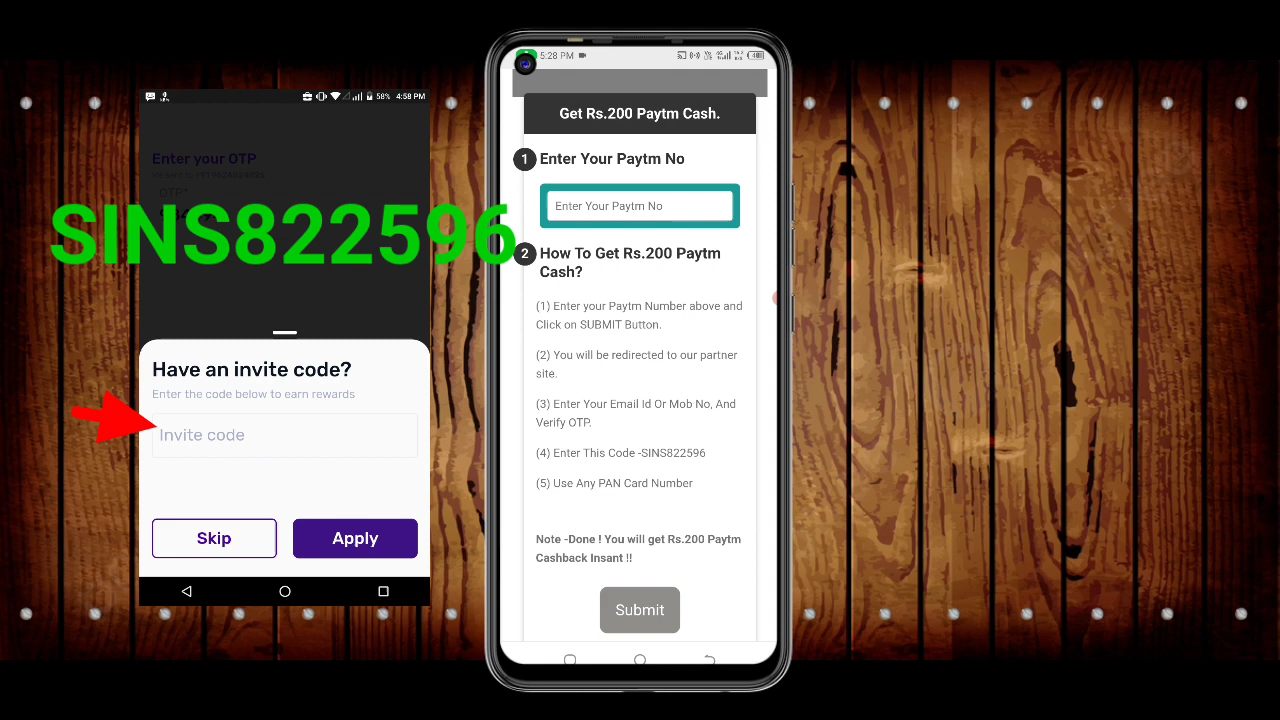 58% 4:58 PM
Enter your OTP
OTP*
SINS822596
Have an invite code?
Enter the code below to earn rewards
Invite code
Skip
Apply
5:28 PM
Get Rs.200 Paytm Cash.
1 Enter Your Paytm No
Enter Your Paytm No
2 How To Get Rs.200 Paytm
Cash?
(1) Enter your Paytm Number above and
Click on SUBMIT Button.
(2) You will be redirected to our partner
site.
(3) Enter Your Email Id Or Mob No, And
Verify OTP.
(4) Enter This Code -SINS822596
(5) Use Any PAN Card Number
Note -Done ! You will get Rs.200 Paytm
Cashback Insant !!
Submit